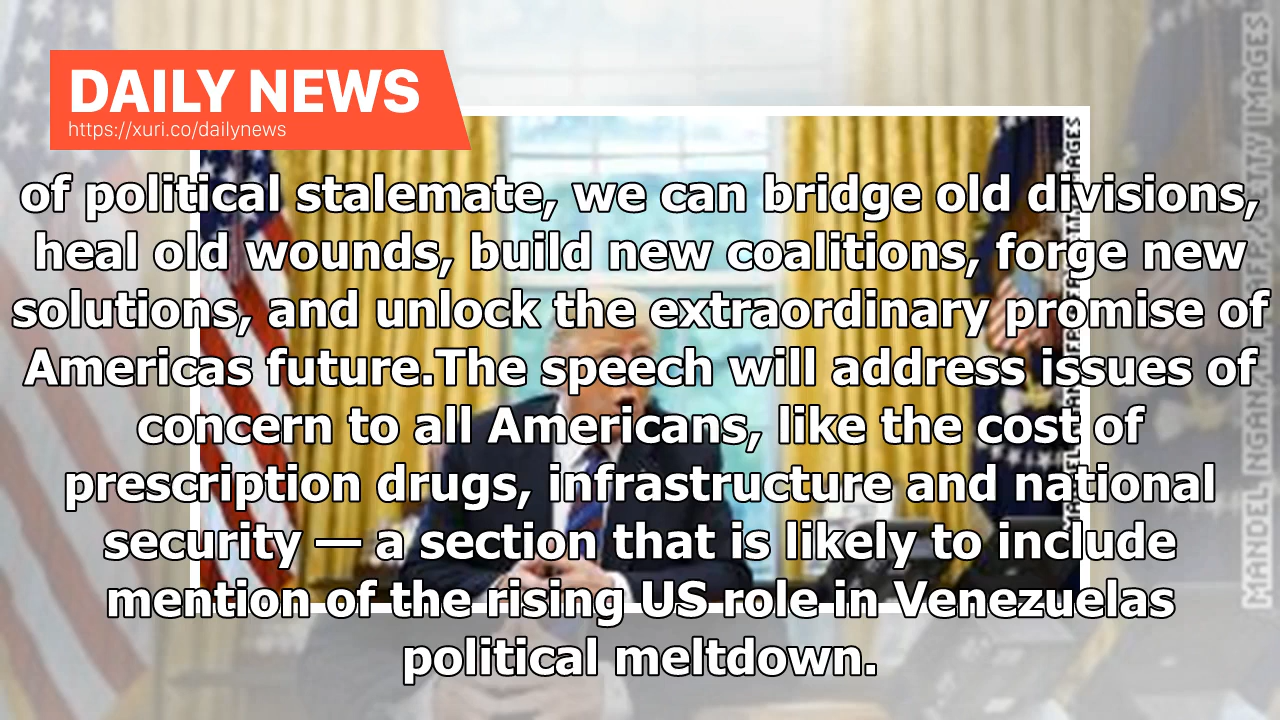 DAILY NEWS
https://xuri.co/dailynews
of political stalemate, we can bridge old divisions,
heal old wounds, build new coalitions, forge new
solutions, and unlock the extraordinary promise of
Americas future.The speech will address issues of
concern to all Americans, like the cost of
prescription drugs, infrastructure and national
security — a section that is likely to include
mention of the rising US role in Venezuelas
political meltdown.
MANDEL NGAN/AFP/GETTY IMAGES